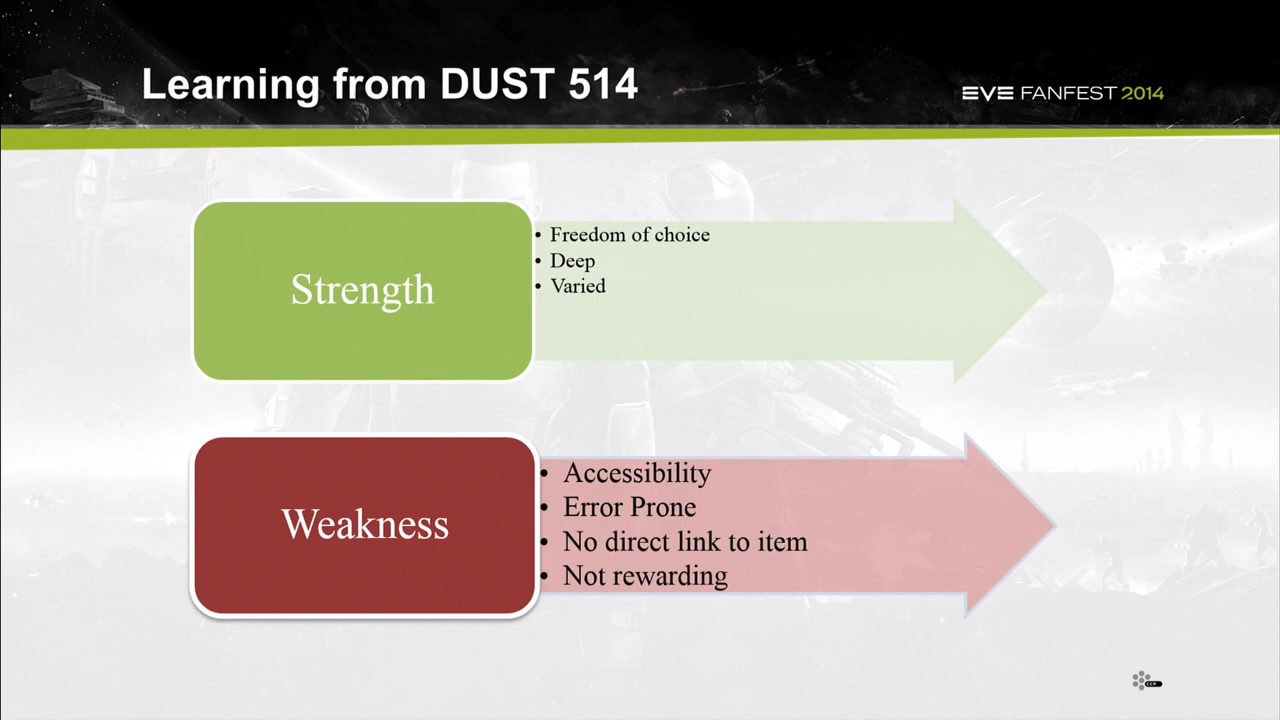 Learning from DUST 514
EVE FANFEST 2014
Strength
• Freedom of choice
• Deep
• Varied
Weakness
• Accessibility
• Error Prone
• No direct link to item
• Not rewarding
CCP